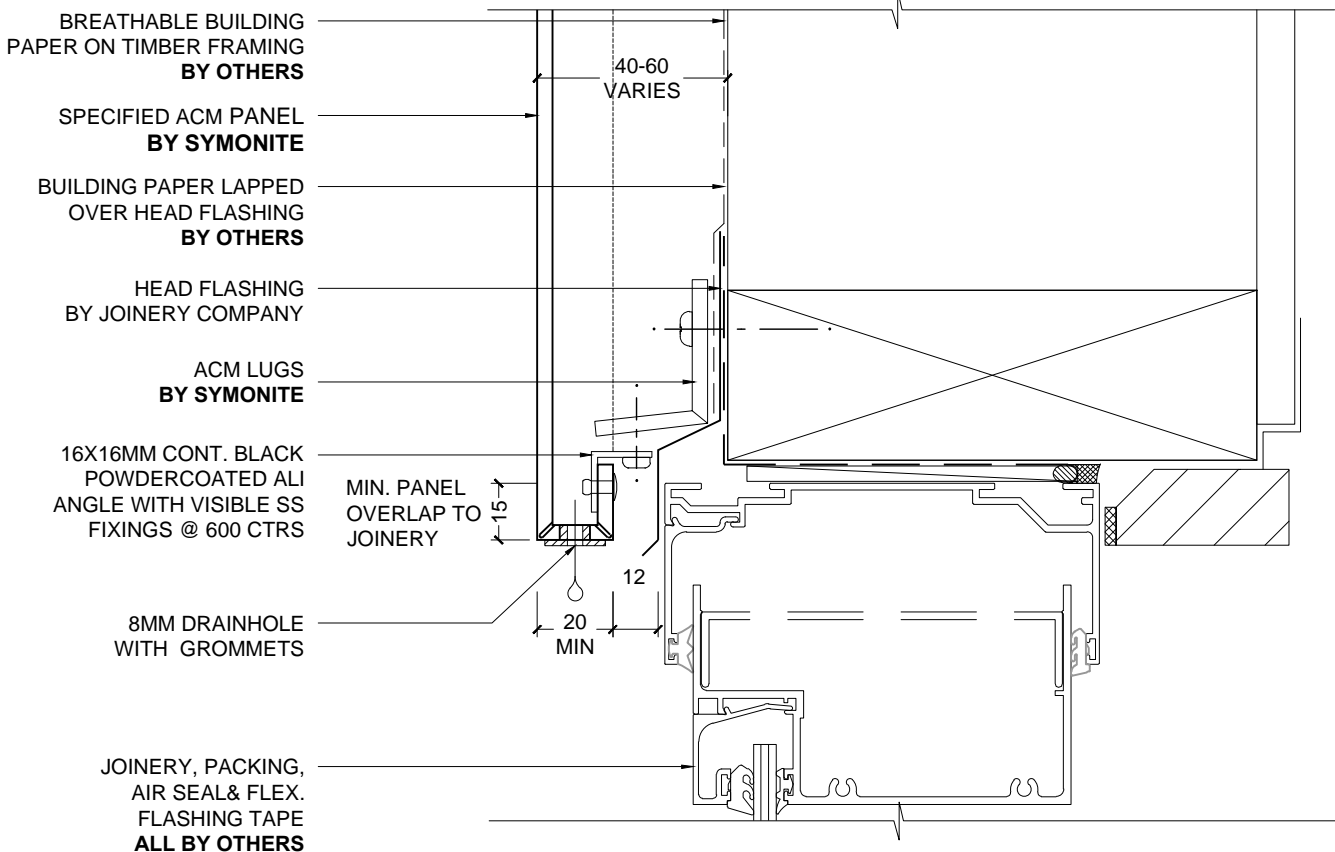 BREATHABLE BUILDING
PAPER ON TIMBER FRAMING
BY OTHERS
SPECIFIED ACM PANEL
BY SYMONITE
BUILDING PAPER LAPPED
OVER HEAD FLASHING
BY OTHERS
HEAD FLASHING
BY JOINERY COMPANY
ACM LUGS
BY SYMONITE
16X16MM CONT. BLACK
POWDERCOATED ALI
ANGLE WITH VISIBLE SS
FIXINGS @ 600 CTRS
8MM DRAINHOLE
WITH GROMMETS
JOINERY, PACKING,
AIR SEAL& FLEX.
FLASHING TAPE
ALL BY OTHERS
40-60
VARIES
MIN. PANEL
OVERLAP TO
JOINERY
15
12
20
MIN